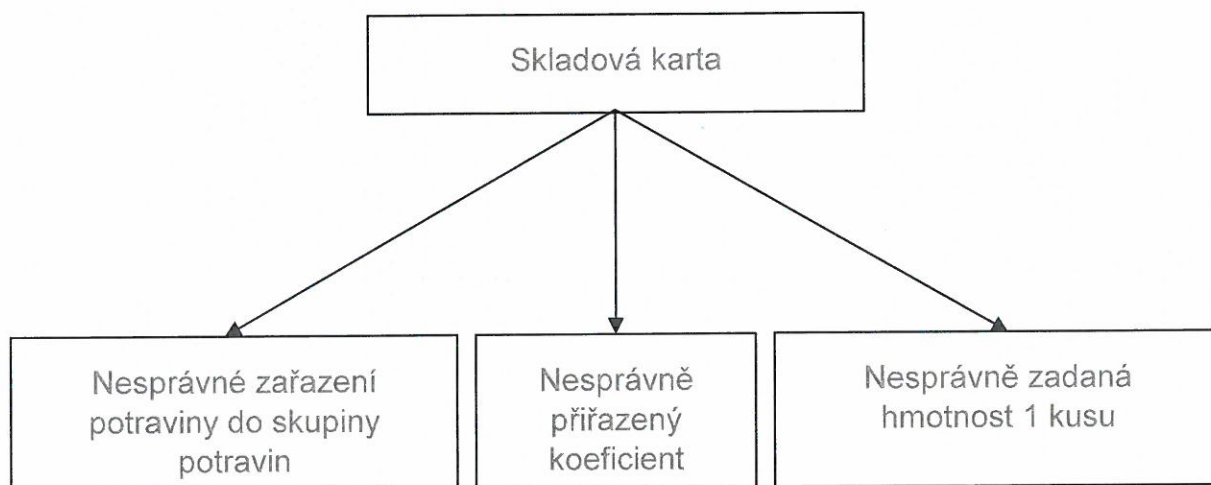 Skladová karta
Nesprávné zařazení
potraviny do skupiny
potravin
Nesprávně
přiřazený
koeficient
Nesprávně zadaná
hmotnost 1 kusu